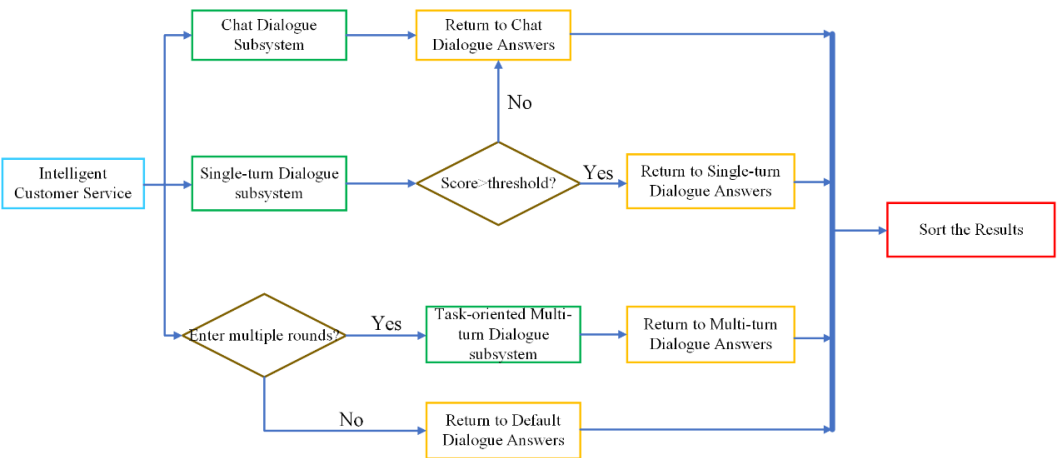 Chat Dialogue
Subsystem
Return to Chat
Dialogue Answers
No
Intelligent
Customer Service
Single-turn Dialogue
subsystem
Score>threshold?
Yes
Return to Single-turn
Dialogue Answers
Sort the Results
Enter multiple rounds?
Yes
Task-oriented Multi-
turn Dialogue
subsystem
Return to Multi-turn
Dialogue Answers
No
Return to Default
Dialogue Answers